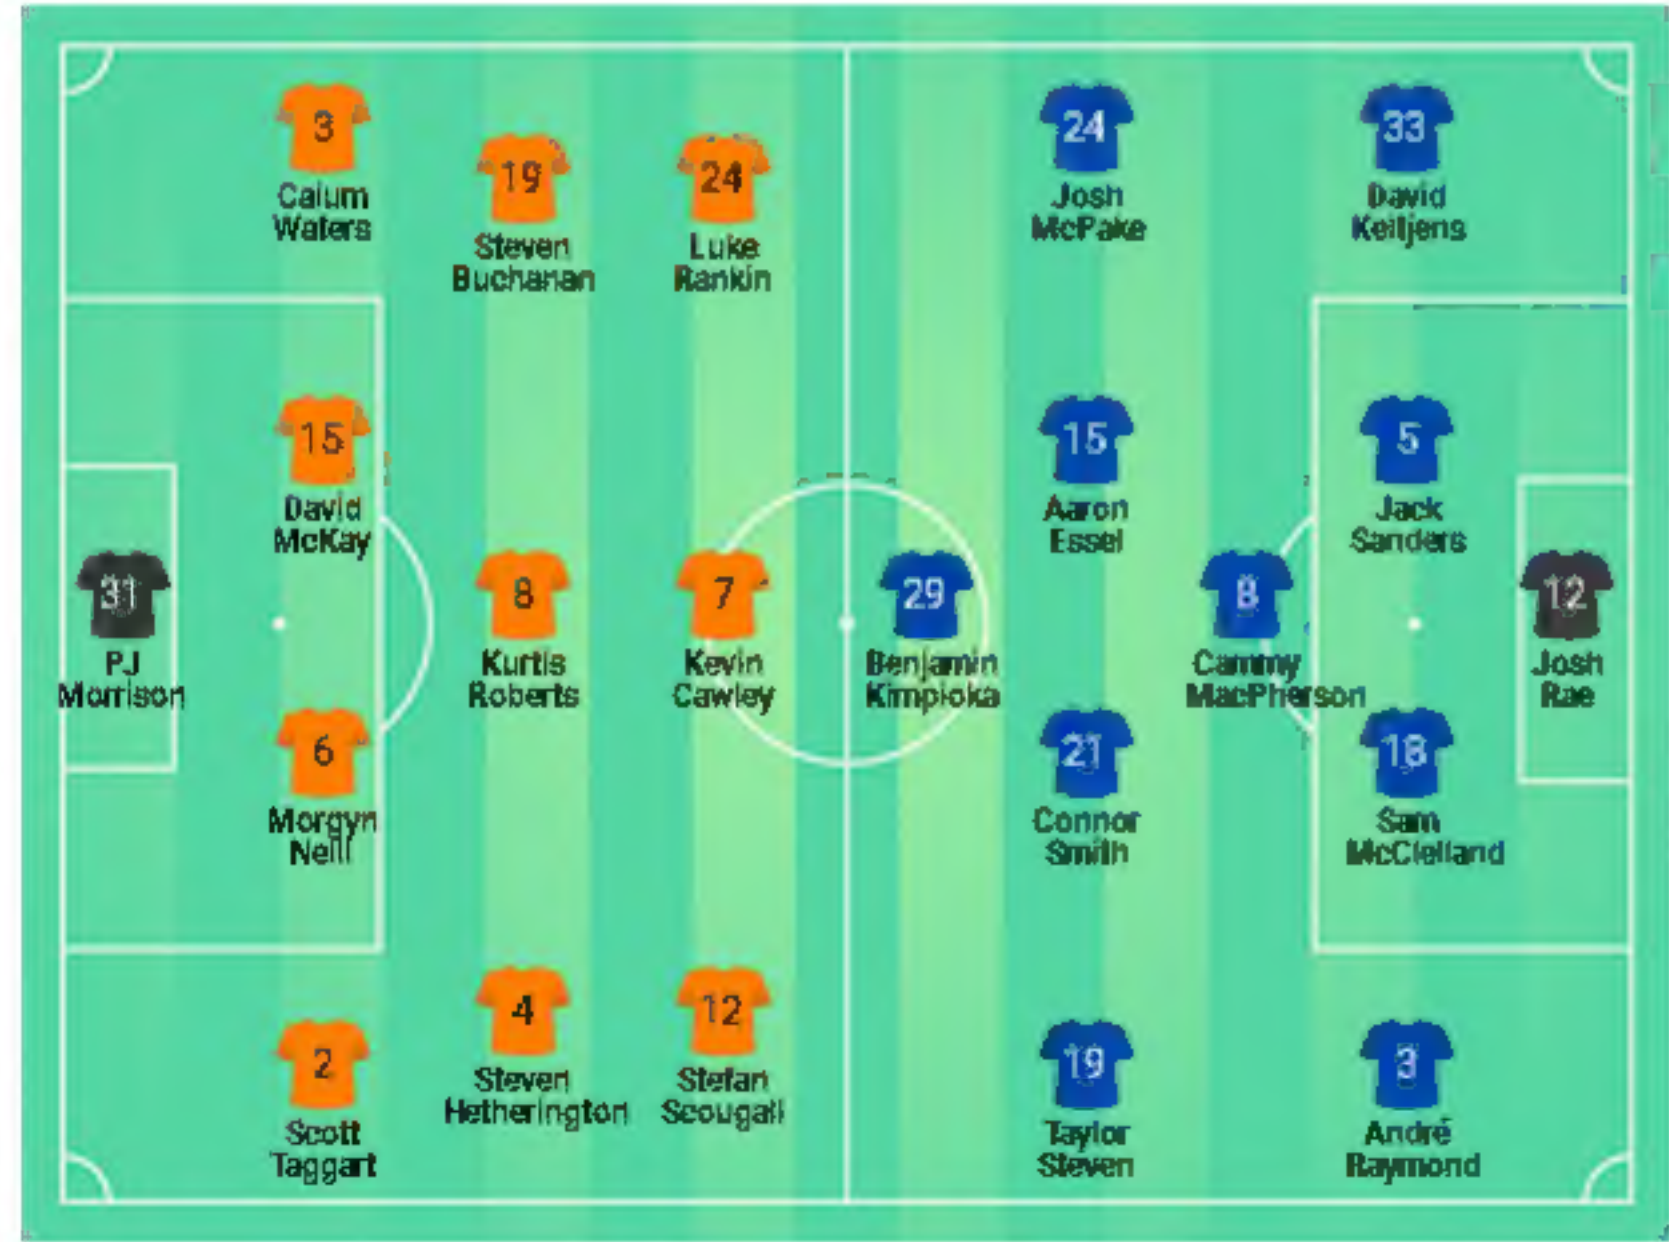 3
Calum
Waters
19
Steven
Buchanan
24
Luke
Rankin
15
David
McKay
31
PJ
Morrison
8
Kurtis
Roberts
7
Kevin
Cawley
6
Morgyn
Neill
4
Steven
Hetherington
12
Stefan
Scougall
2
Scott
Taggart
24
Josh
McPake
33
David
Keltjens
15
Aaron
Essel
5
Jack
Sanders
29
Benjamin
Kimpioka
8
Cammy
MacPherson
12
Josh
Rae
21
Connor
Smith
18
Sam
McClelland
19
Taylor
Steven
3
André
Raymond